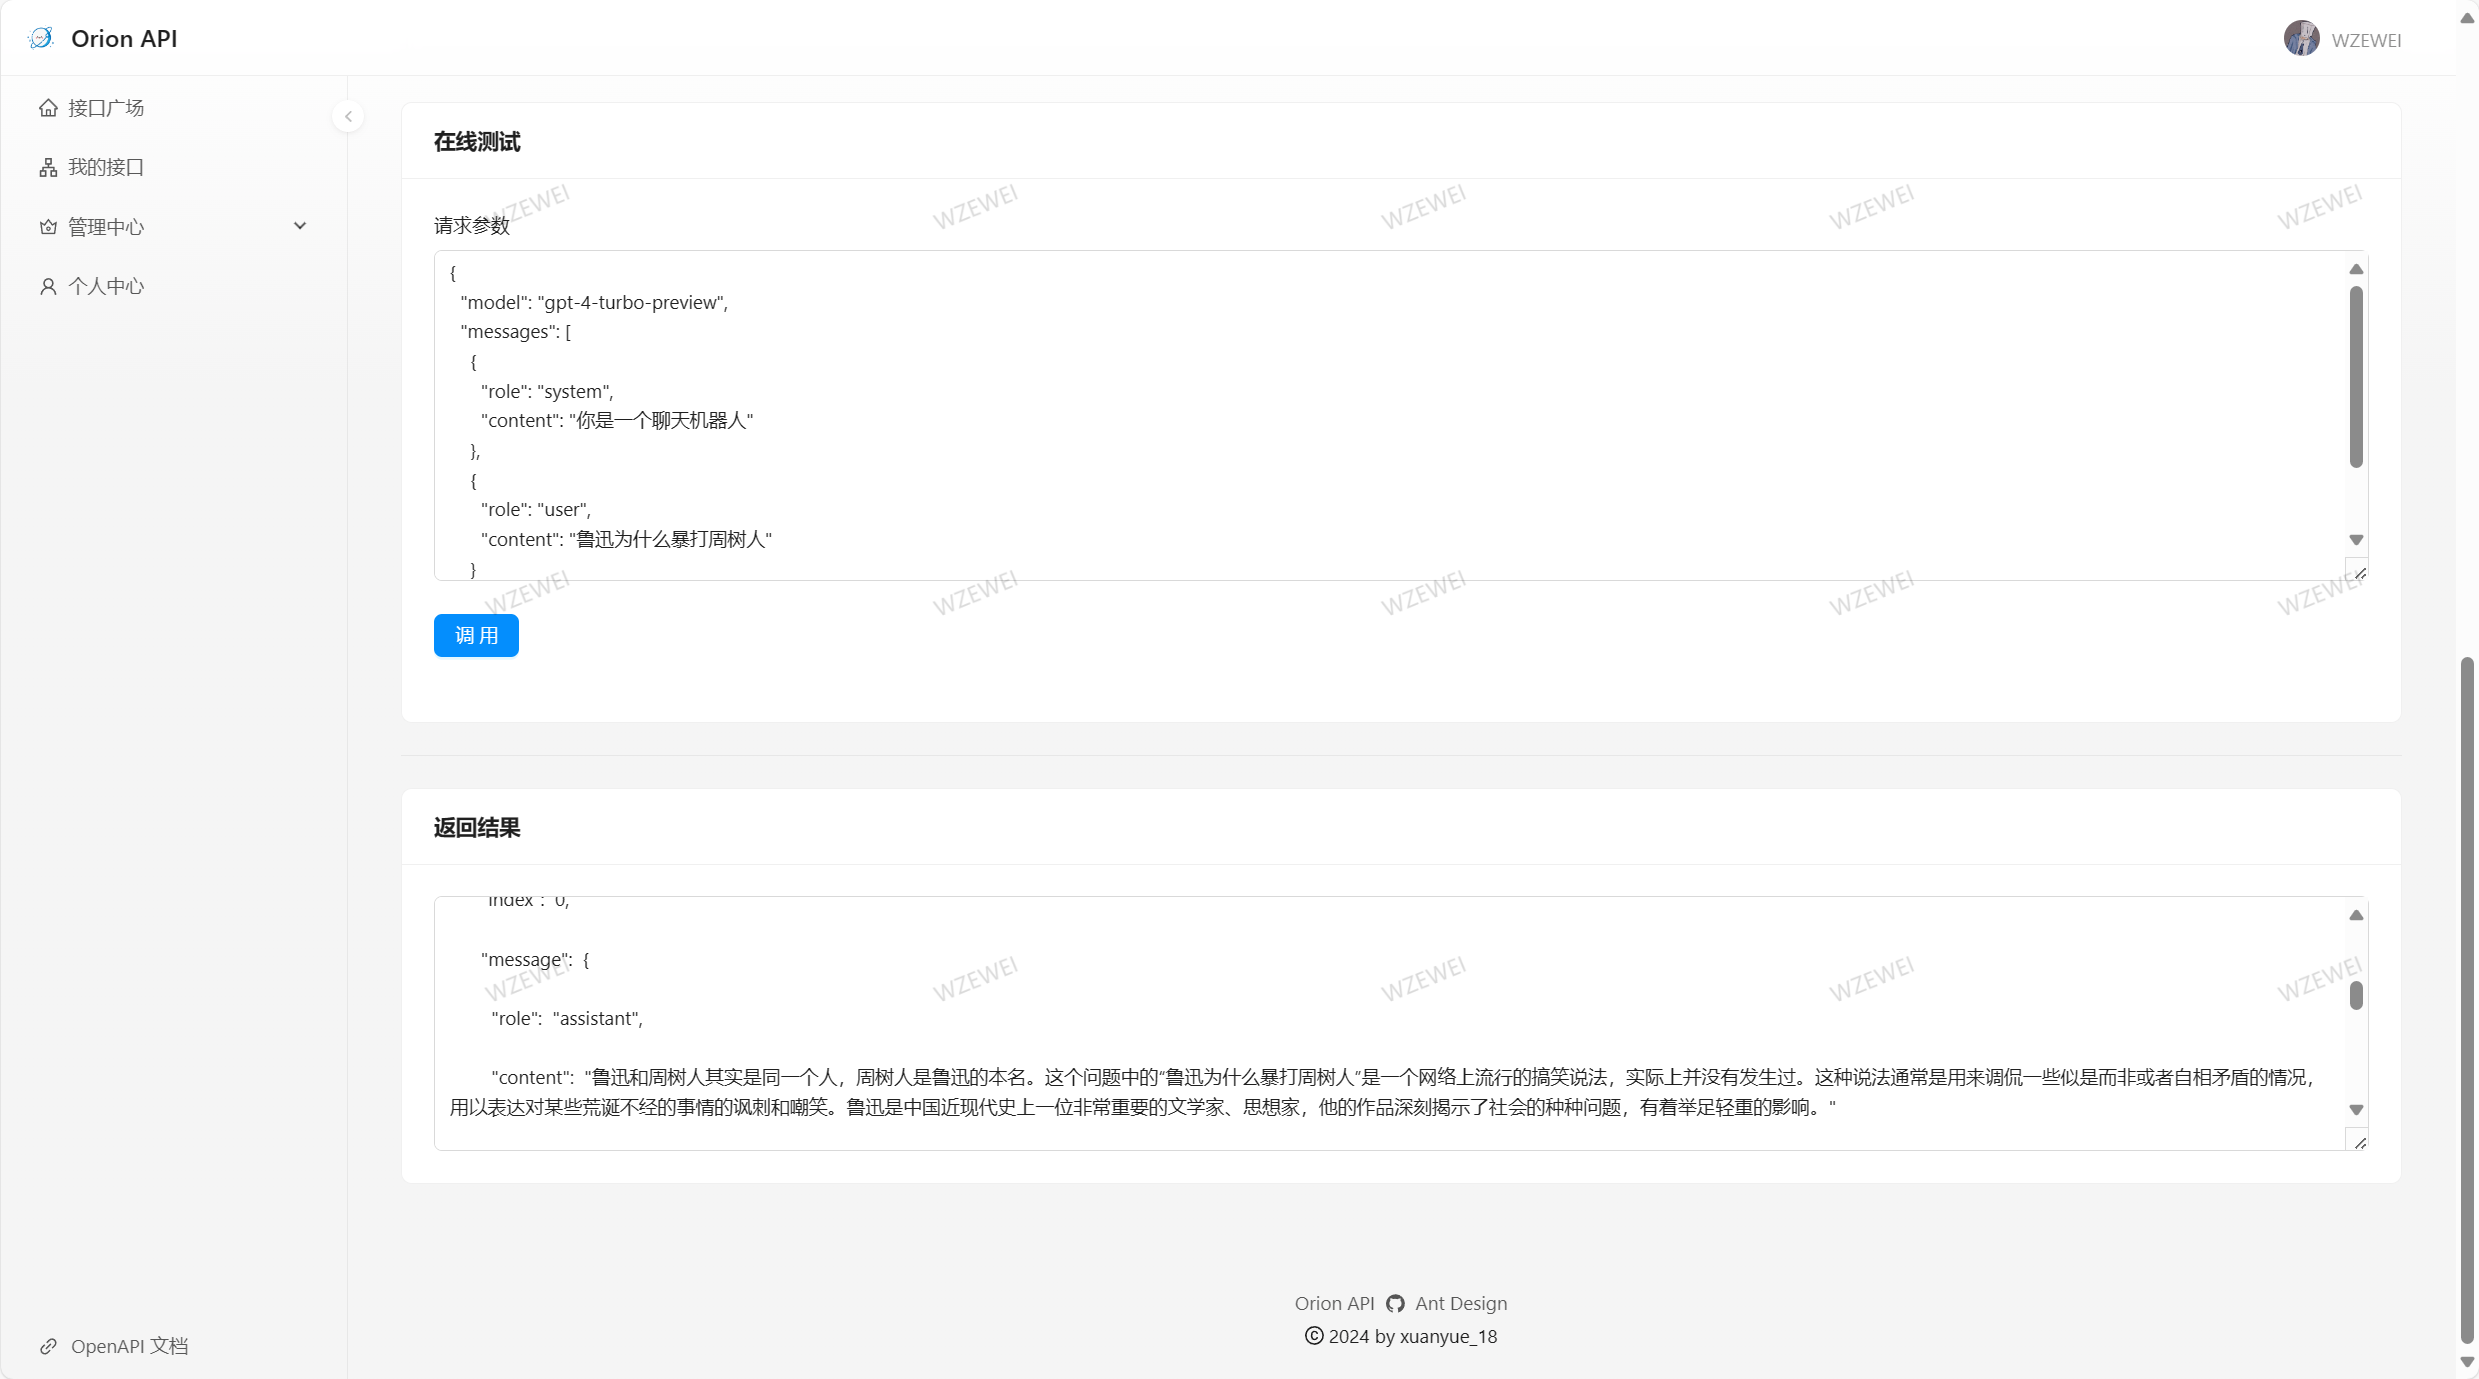 Orion API
WZEWEI
接口广场
我的接口
管理中心
个人中心
OpenAPI 文档
在线测试
WZEWEI WZEWEI WZEWEI WZEWEI WZEWEI
请求参数
{
"model": "gpt-4-turbo-preview",
"messages": [
{
"role": "system",
"content": "你是一个聊天机器人"
},
{
"role": "user",
"content": "鲁迅为什么暴打周树人"
}
WZEWEI WZEWEI WZEWEI WZEWEI WZEWEI
调 用
返回结果
"index": 0,
"message": {
WZEWEI WZEWEI WZEWEI WZEWEI WZEWEI
"role": "assistant",
"content": "鲁迅和周树人其实是同一个人，周树人是鲁迅的本名。这个问题中的“鲁迅为什么暴打周树人”是一个网络上流行的搞笑说法，实际上并没有发生过。这种说法通常是用来调侃一些似是而非或者自相矛盾的情况，
用以表达对某些荒诞不经的事情的讽刺和嘲笑。鲁迅是中国近现代史上一位非常重要的文学家、思想家，他的作品深刻揭示了社会的种种问题，有着举足轻重的影响。"
Orion API Ant Design
© 2024 by xuanyue_18